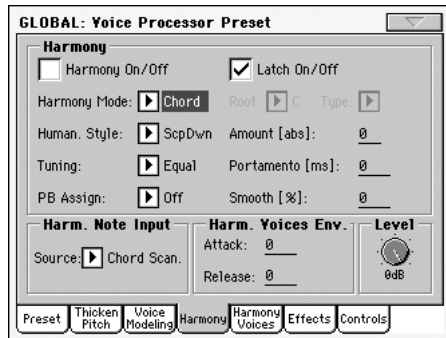 GLOBAL: Voice Processor Preset
Harmony
Harmony On/Off
Latch On/Off
Harmony Mode: Chord Root: C Type:
Human. Style: ScpDwn Amount [abs]: 0
Tuning: Equal Portamento [ms]: 0
PB Assign: Off Smooth [%]: 0
Harm. Note Input
Source: Chord Scan.
Harm. Voices Env.
Attack: 0
Release: 0
Level
0dB
Preset
Thicken
Pitch
Voice
Modeling
Harmony
Harmony
Voices
Effects
Controls